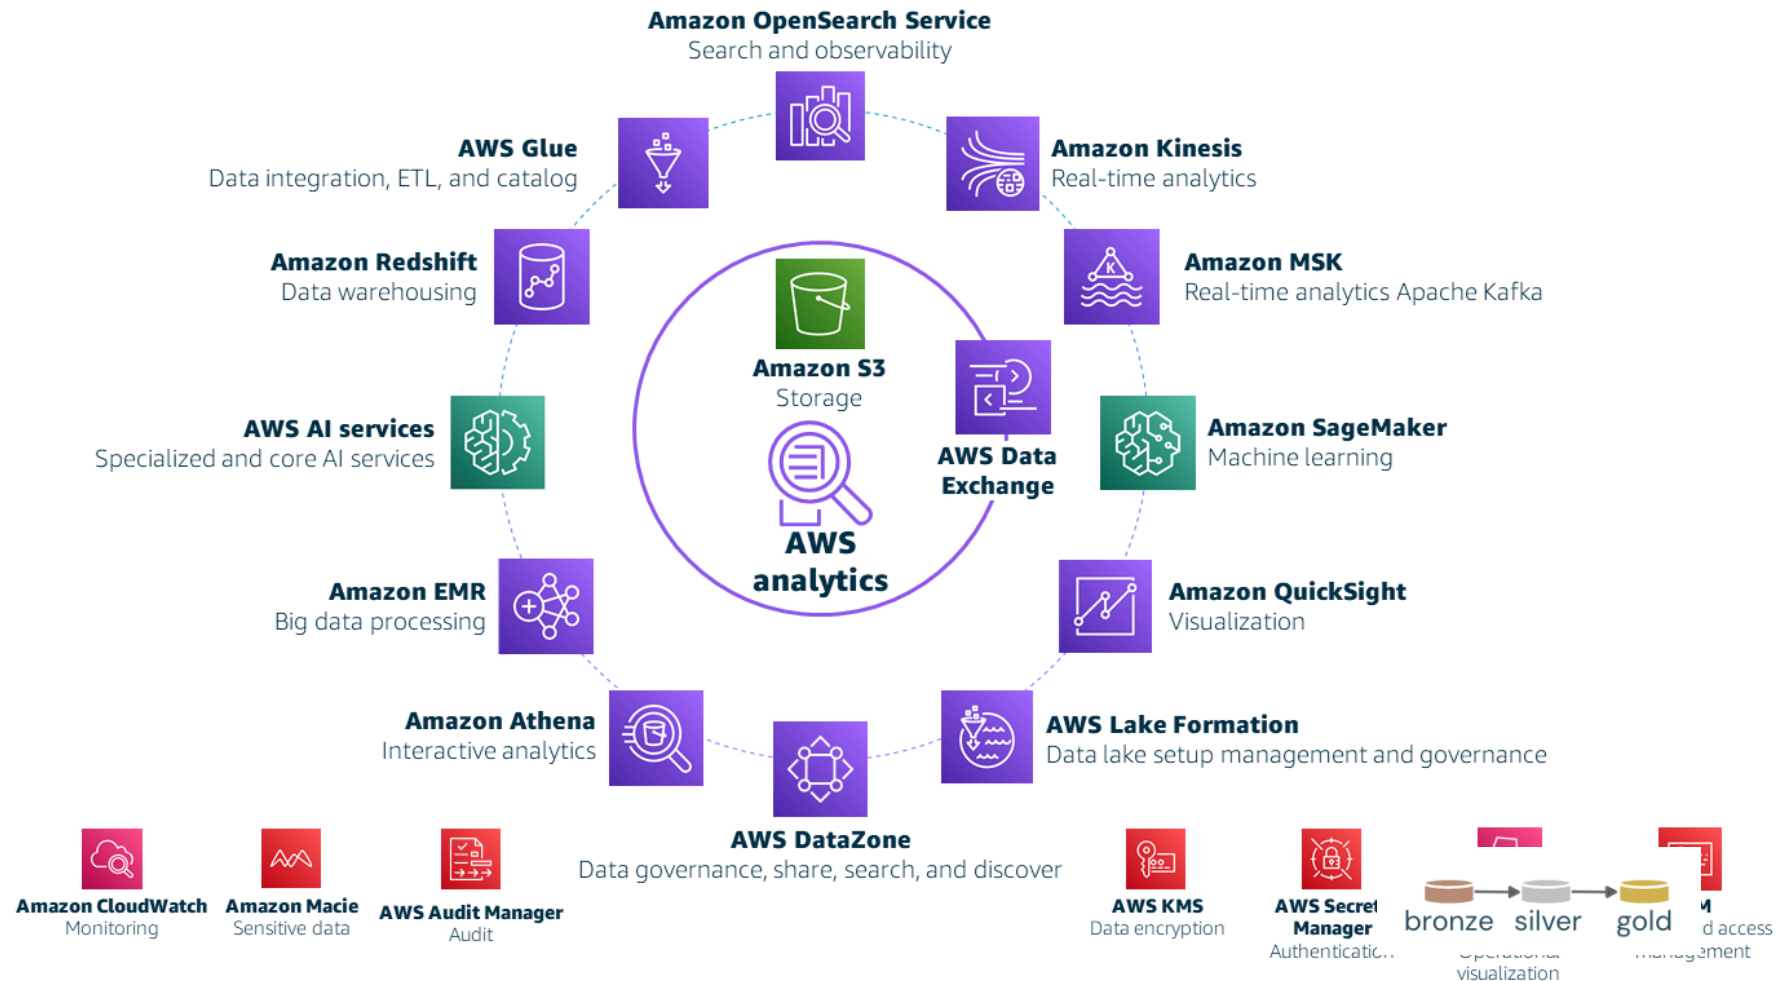 Amazon OpenSearch Service
Search and observability
AWS Glue
Data integration, ETL, and catalog
Amazon Kinesis
Real-time analytics
Amazon Redshift
Data warehousing
Amazon MSK
Real-time analytics Apache Kafka
K
Amazon S3
Storage
AWS Data
Exchange
AWS AI services
Specialized and core AI services
Amazon SageMaker
Machine learning
AWS
analytics
Amazon EMR
Big data processing
Amazon QuickSight
Visualization
Amazon Athena
Interactive analytics
AWS Lake Formation
Data lake setup management and governance
AWS DataZone
Data governance, share, search, and discover
Amazon CloudWatch
Monitoring
Amazon Macie
Sensitive data
AWS Audit Manager
Audit
AWS KMS
Data encryption
AWS Secret
Manager
Authentication
bronze silver gold
Operational
visualization
M
d access
management